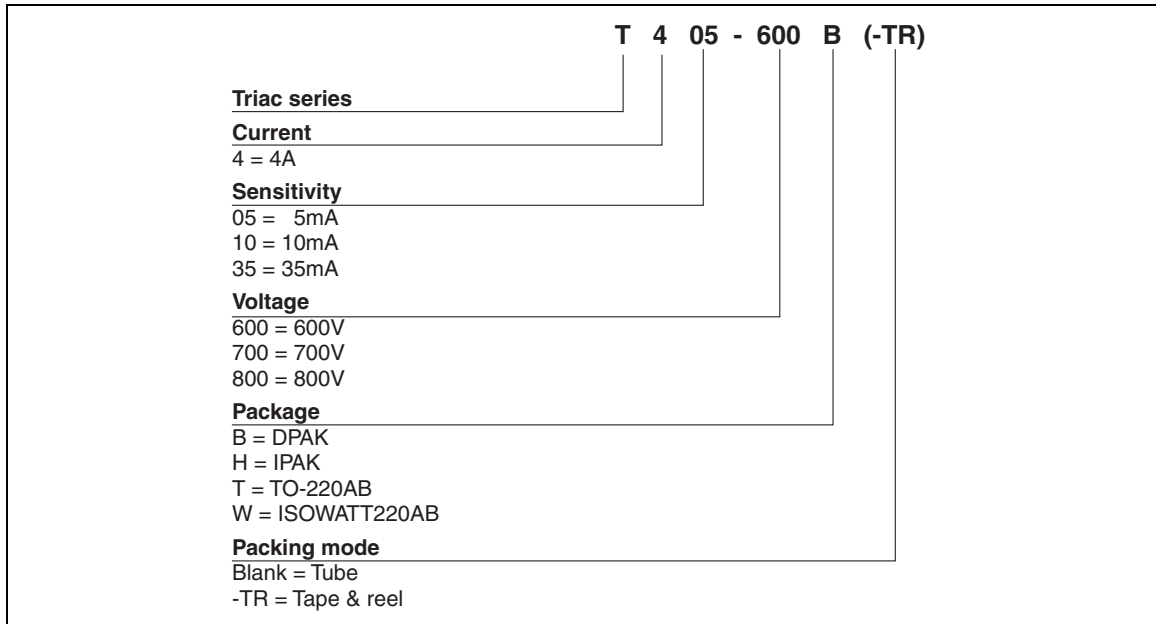 T 4 05 - 600 B (-TR)
Triac series
Current
4 = 4A
Sensitivity
05 = 5mA
10 = 10mA
35 = 35mA
Voltage
600 = 600V
700 = 700V
800 = 800V
Package
B = DPAK
H = IPAK
T = TO-220AB
W = ISOWATT220AB
Packing mode
Blank = Tube
-TR = Tape & reel